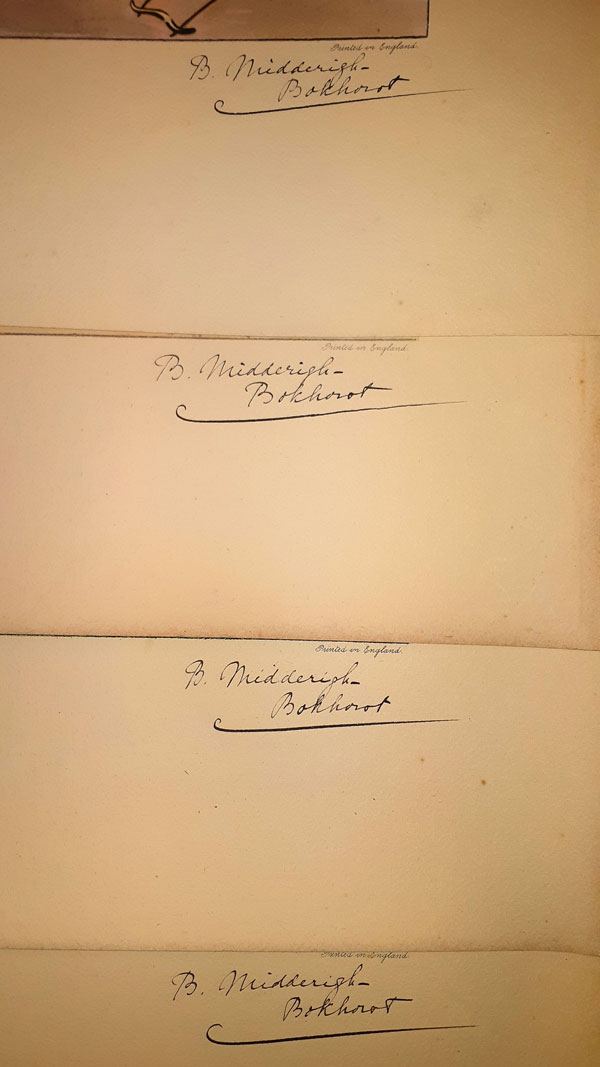 Printed in England.
B. Midderigh-
Bokhorst
Printed in England.
B. Midderigh-
Bokhorst
Printed in England.
B. Midderigh-
Bokhorst
Printed in England
B. Midderigh-
Bokhorst